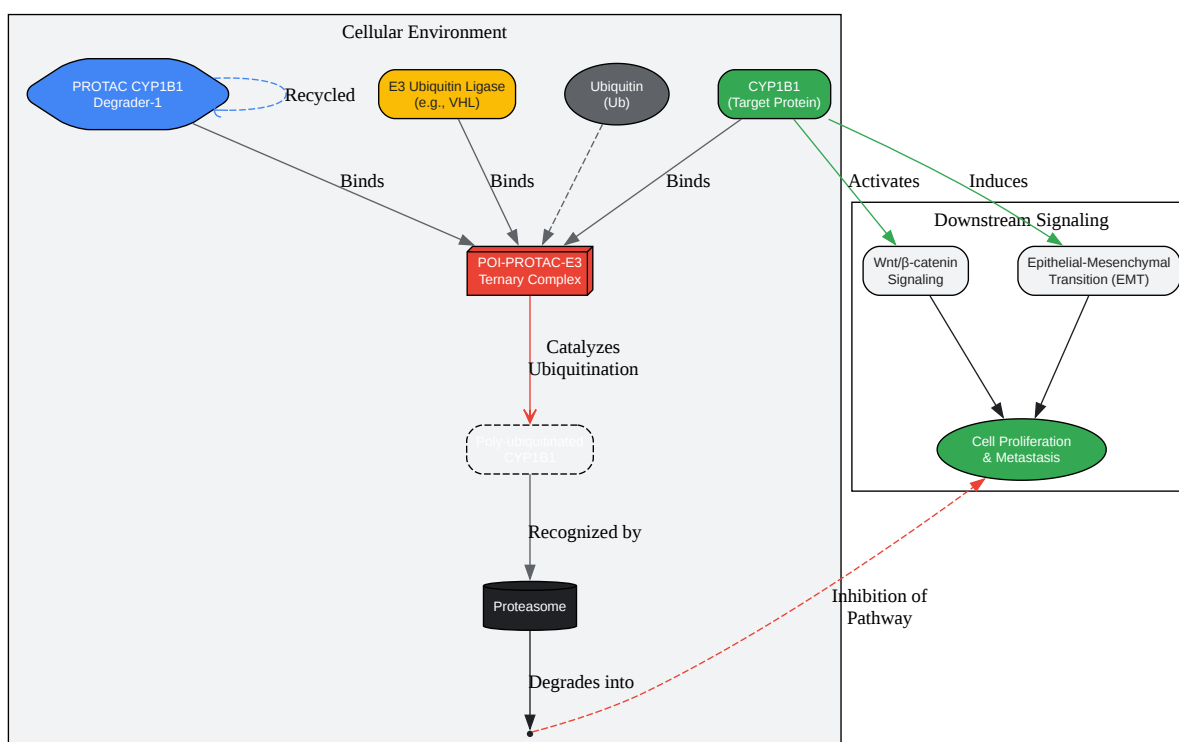 Cellular Environment
PROTAC CYP1B1
Degrader-1
Recycled
E3 Ubiquitin Ligase
(e.g., VHL)
Ubiquitin
(Ub)
CYP1B1
(Target Protein)
Binds
Binds
Binds
Activates
Induces
Downstream Signaling
POI-PROTAC-E3
Ternary Complex
Wnt/β-catenin
Signaling
Epithelial-Mesenchymal
Transition (EMT)
Catalyzes
Ubiquitination
Poly-ubiquitinated
CYP1B1
Cell Proliferation
& Metastasis
Recognized by
Proteasome
Inhibition of
Pathway
Degrades into